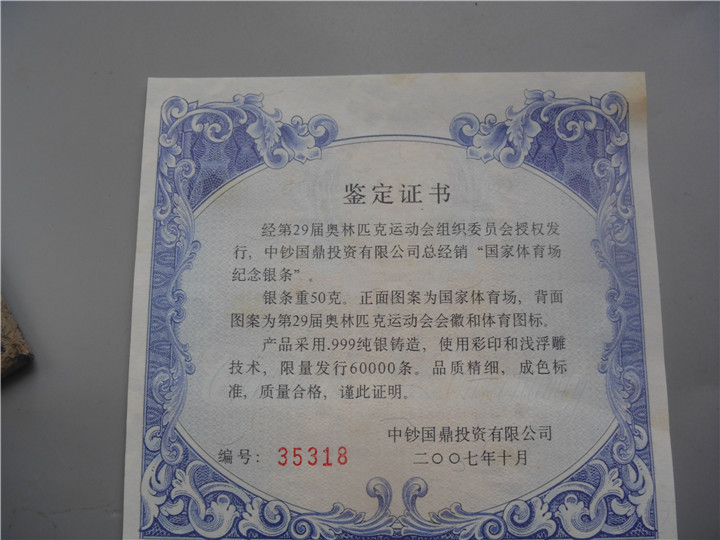 鉴定证书
经第29届奥林匹克运动会组织委员会授权发
行，中钞国鼎投资有限公司总经销“国家体育场
纪念银条”。
银条重50克。正面图案为国家体育场，背面
图案为第29届奥林匹克运动会会徽和体育图标。
产品采用.999纯银铸造，使用彩印和浅浮雕
技术，限量发行60000条。品质精细，成色标
准，质量合格，谨此证明。
中钞国鼎投资有限公司
编号：35318 二〇〇七年十月